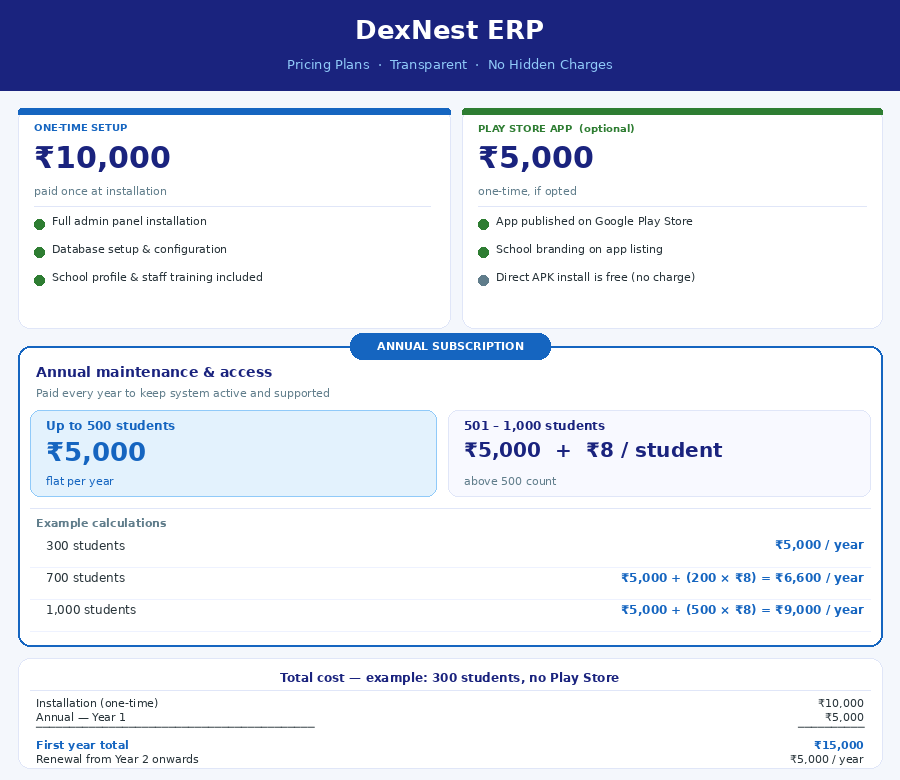 DexNest ERP
Pricing Plans · Transparent · No Hidden Charges
ONE-TIME SETUP
₹10,000
paid once at installation
Full admin panel installation
Database setup & configuration
School profile & staff training included
PLAY STORE APP (optional)
₹5,000
one-time, if opted
App published on Google Play Store
School branding on app listing
Direct APK install is free (no charge)
ANNUAL SUBSCRIPTION
Annual maintenance & access
Paid every year to keep system active and supported
Up to 500 students
₹5,000
flat per year
501 – 1,000 students
₹5,000 + ₹8 / student
above 500 count
Example calculations
300 students ₹5,000 / year
700 students ₹5,000 + (200 × ₹8) = ₹6,600 / year
1,000 students ₹5,000 + (500 × ₹8) = ₹9,000 / year
Total cost — example: 300 students, no Play Store
Installation (one-time) ₹10,000
Annual — Year 1 ₹5,000
First year total ₹15,000
Renewal from Year 2 onwards ₹5,000 / year